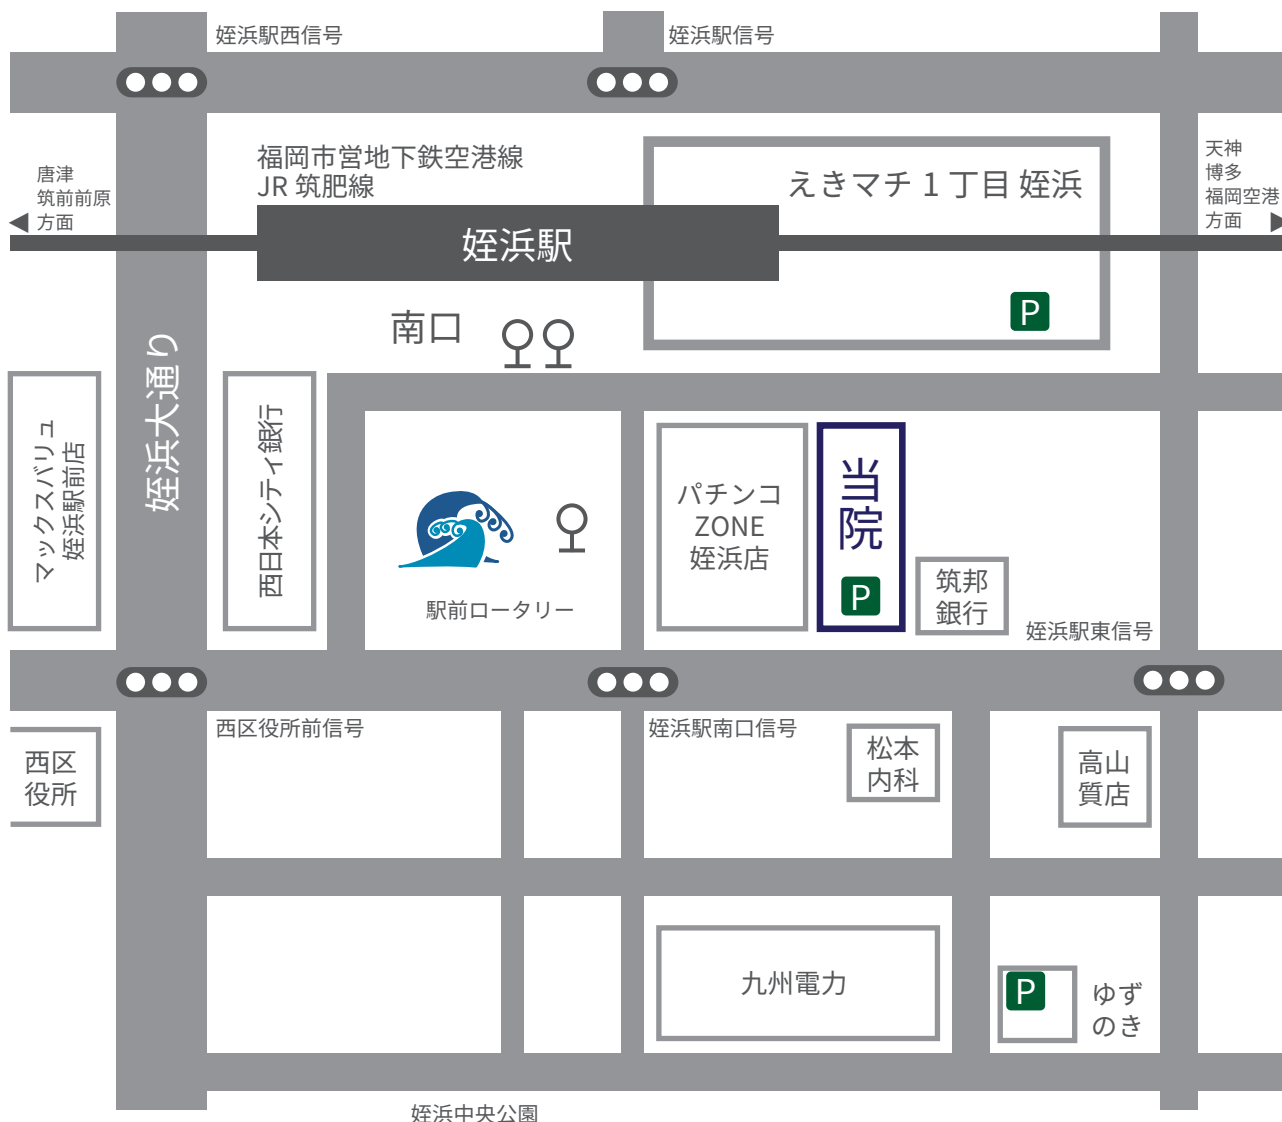 姪浜駅西信号
姪浜駅信号
福岡市営地下鉄空港線
JR 筑肥線
唐津
筑前前原
方面
えきマチ 1 丁目 姪浜
天神
博多
福岡空港
方面
姪浜駅
P
南口
姪浜大通り
マックスバリュ
姪浜駅前店
西日本シティ銀行
駅前ロータリー
パチンコ
ZONE
姪浜店
当院
P
筑邦
銀行
姪浜駅東信号
西区役所前信号
姪浜駅南口信号
西区
役所
松本
内科
高山
質店
九州電力
P
ゆず
のき
姪浜中央公園